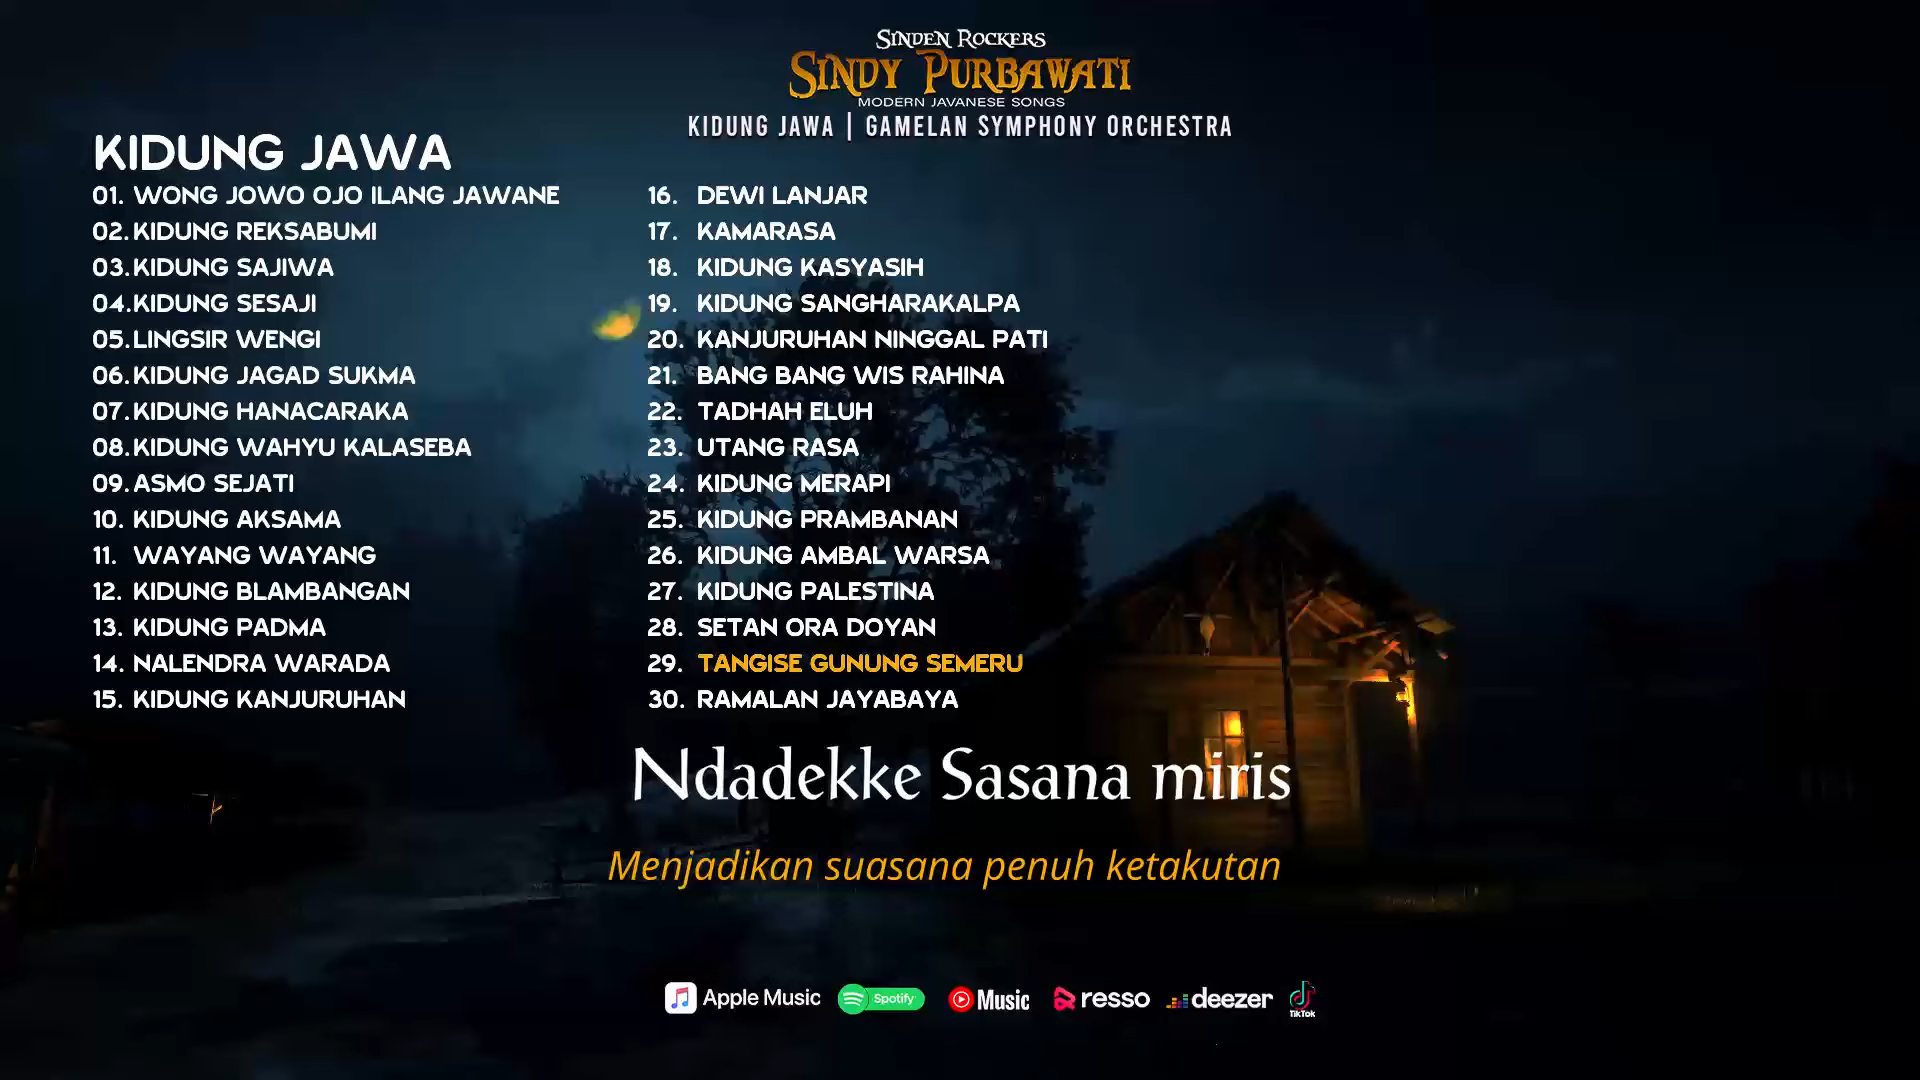 SINDEN ROCKERS
SINDY PURBAWATI
MODERN JAVANESE SONGS
KIDUNG JAWA | GAMELAN SYMPHONY ORCHESTRA
KIDUNG JAWA
01. WONG JOWO OJO ILANG JAWANE
02. KIDUNG REKSABUMI
03. KIDUNG SAJIWA
04. KIDUNG SESAJI
05. LINGSIR WENGI
06. KIDUNG JAGAD SUKMA
07. KIDUNG HANACARAKA
08. KIDUNG WAHYU KALASEBA
09. ASMO SEJATI
10. KIDUNG AKSAMA
11. WAYANG WAYANG
12. KIDUNG BLAMBANGAN
13. KIDUNG PADMA
14. NALENDRA WARADA
15. KIDUNG KANJURUHAN
16. DEWI LANJAR
17. KAMARASA
18. KIDUNG KASYASIH
19. KIDUNG SANGHARAKALPA
20. KANJURUHAN NINGGAL PATI
21. BANG BANG WIS RAHINA
22. TADHAH ELUH
23. UTANG RASA
24. KIDUNG MERAPI
25. KIDUNG PRAMBANAN
26. KIDUNG AMBAL WARSA
27. KIDUNG PALESTINA
28. SETAN ORA DOYAN
29. TANGISE GUNUNG SEMERU
30. RAMALAN JAYABAYA
Ndadekke Sasana miris
Menjadikan suasana penuh ketakutan
Apple Music Spotify Music resso deezer TikTok